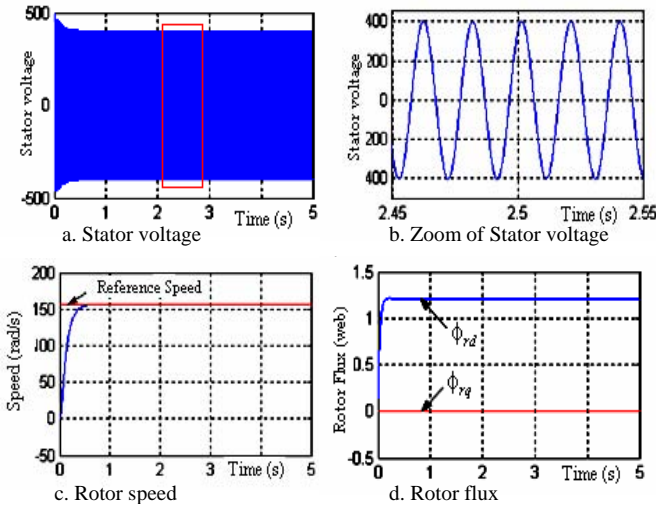 500
0
-500
Stator voltage
0
1
2
3
Time (s)
5
a. Stator voltage
400
200
0
200
400
Stator voltage
2.45
2.5
Time (s)
2.55
b. Zoom of Stator voltage
200
150
100
50
0
-50
Speed (rad/s)
Reference Speed
0
1
2
3
Time (s)
5
c. Rotor speed
1.5
1.2
0.5
0
-0.5
Rotor Flux (web)
ϕrd
ϕrq
0
1
2
3
Time (s)
5
d. Rotor flux